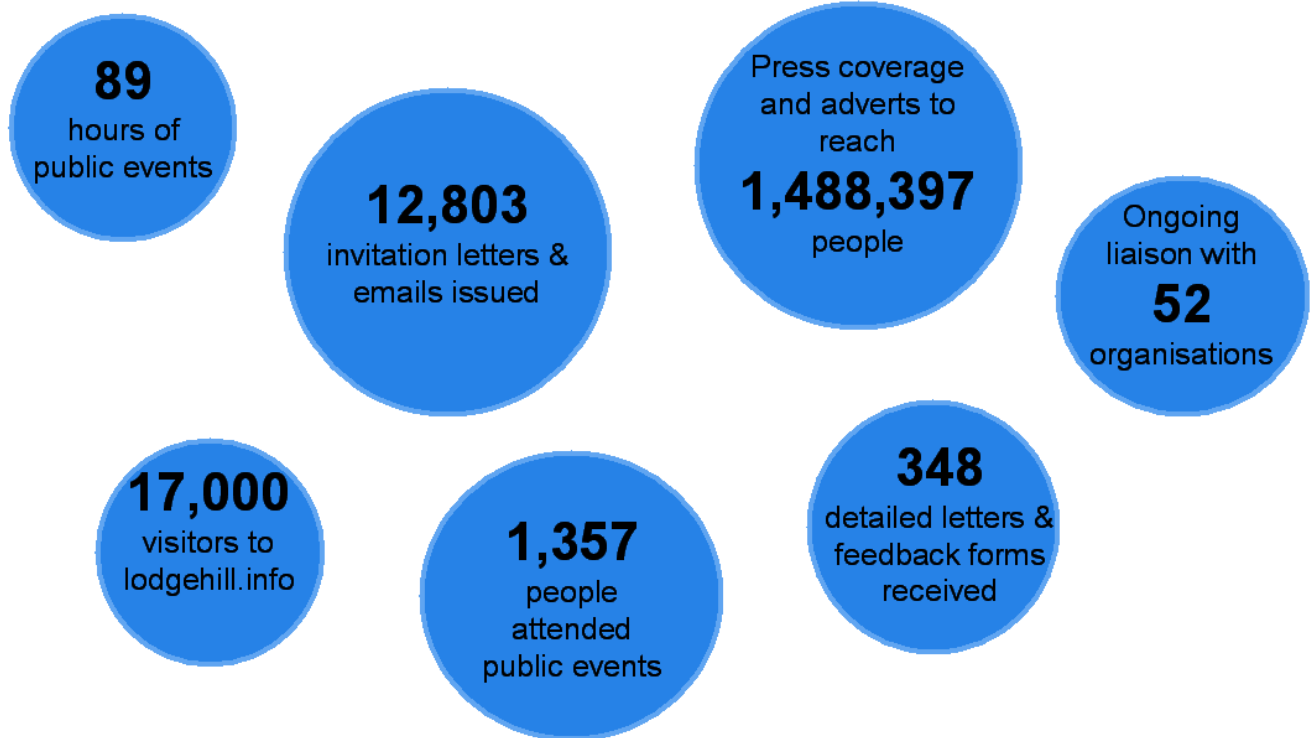 89
hours of
public events
12,803
invitation letters &
emails issued
Press coverage
and adverts to
reach
1,488,397
people
Ongoing
liaison with
52
organisations
17,000
visitors to
lodgehill.info
1,357
people
attended
public events
348
detailed letters &
feedback forms
received